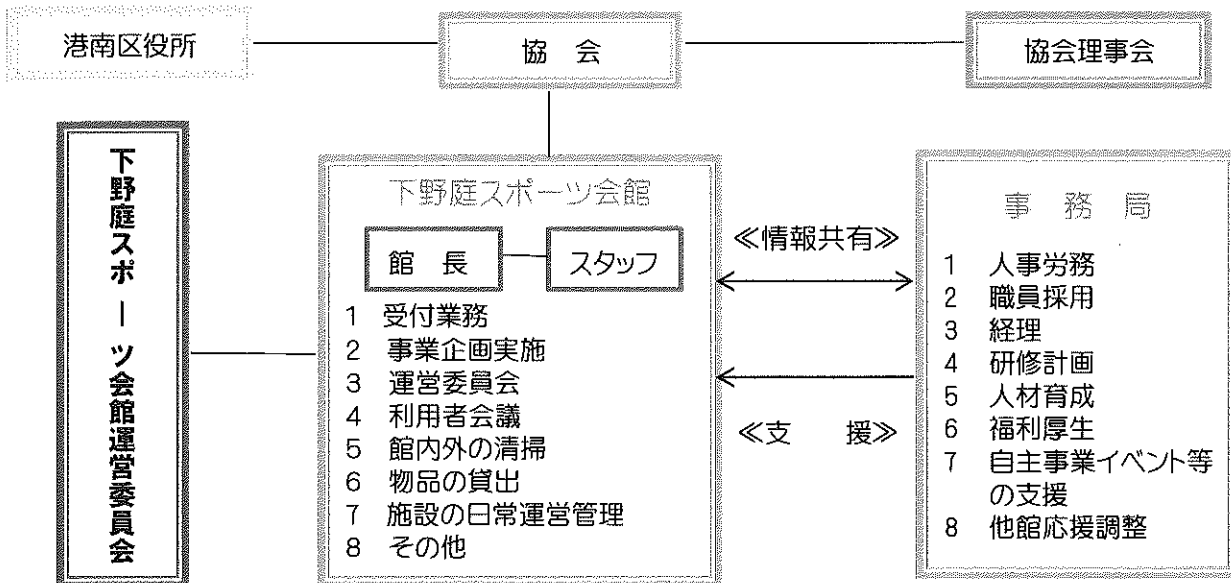 港南区役所
協　会
協会理事会
下野庭スポーツ会館運営委員会
下野庭スポーツ会館
館　長
スタッフ
1　受付業務
2　事業企画実施
3　運営委員会
4　利用者会議
5　館内外の清掃
6　物品の貸出
7　施設の日常運営管理
8　その他
≪情報共有≫
≪支　　援≫
事　務　局
1　人事労務
2　職員採用
3　経理
4　研修計画
5　人材育成
6　福利厚生
7　自主事業イベント等
の支援
8　他館応援調整